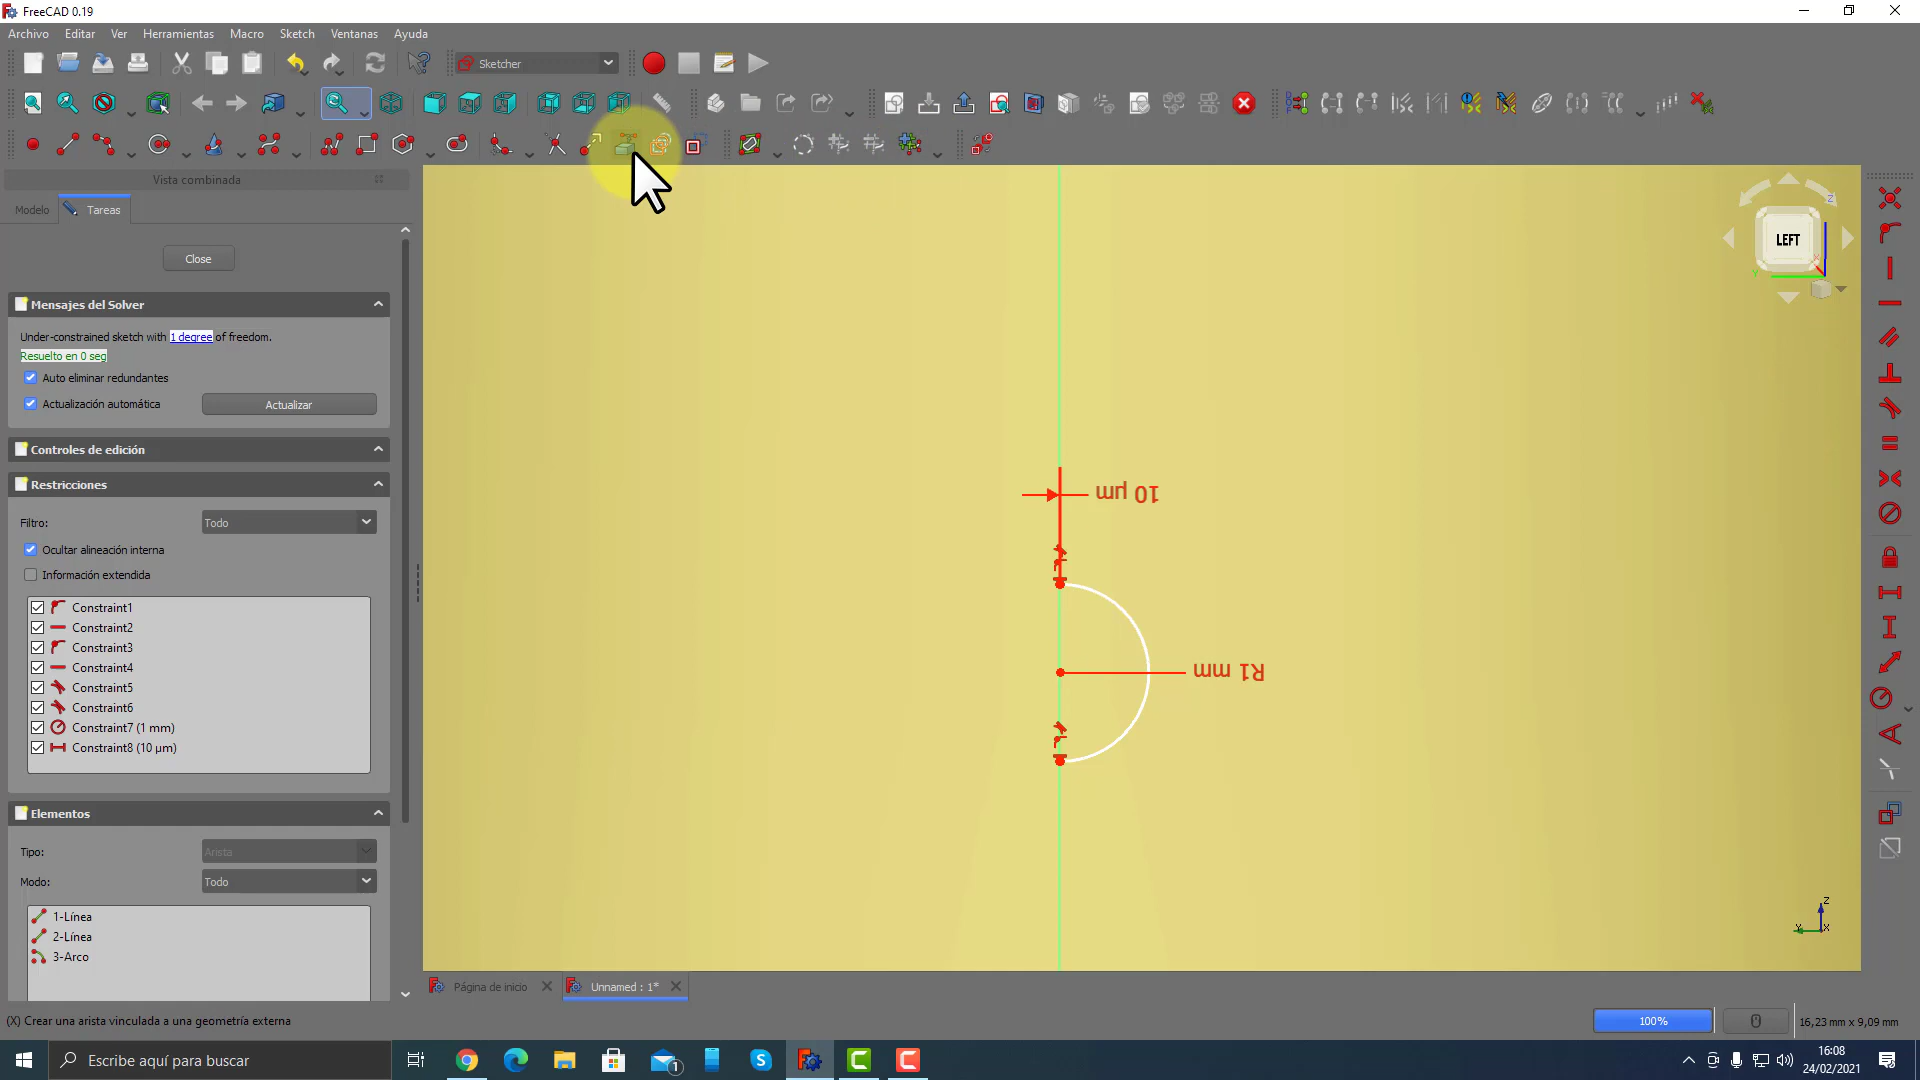 FreeCAD 0.19
Archivo Editar Ver Herramientas Macro Sketch Ventanas Ayuda
Sketcher
Vista combinada
Modelo Tareas
Close
Mensajes del Solver
Under-constrained sketch with 1 degree of freedom.
Resuelto en 0 seg
Auto eliminar redundantes
Actualización automática Actualizar
Controles de edición
Restricciones
Filtro: Todo
Ocultar alineación interna
Información extendida
Constraint1
Constraint2
Constraint3
Constraint4
Constraint5
Constraint6
Constraint7 (1 mm)
Constraint8 (10 µm)
Elementos
Tipo: Arista
Modo: Todo
1-Línea
2-Línea
3-Arco
10 µm
R1 mm
LEFT
Z
Y
X
Z
Y
X
Página de inicio Unnamed : 1*
(X) Crear una arista vinculada a una geometría externa
100%
16,23 mm x 9,09 mm
Escribe aquí para buscar
1
16:08
24/02/2021